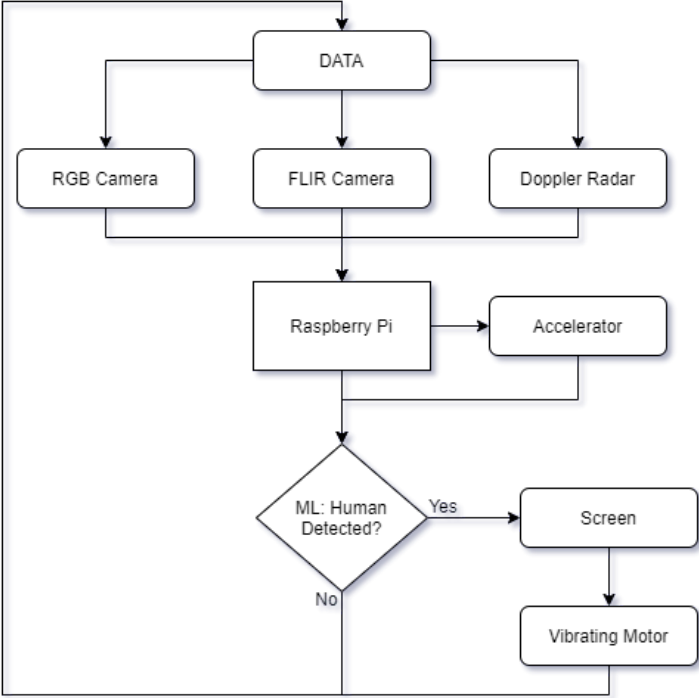 DATA
RGB Camera
FLIR Camera
Doppler Radar
Raspberry Pi
Accelerator
ML: Human
Detected?
Yes
Screen
No
Vibrating Motor